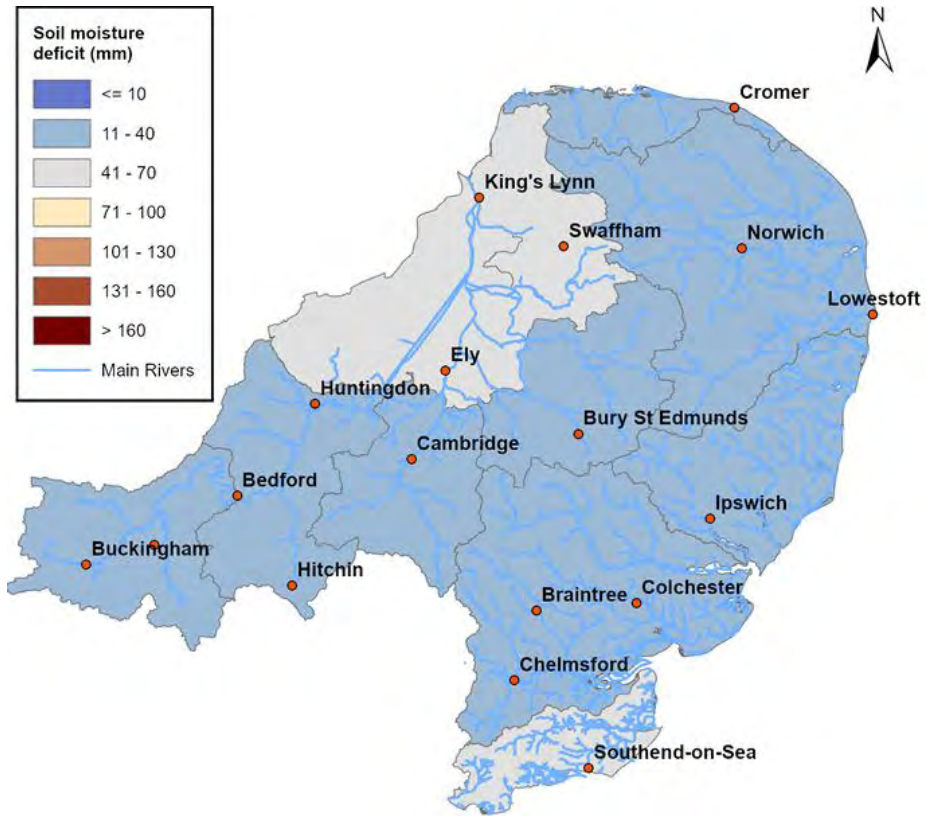 Soil moisture
deficit (mm)
<= 10
11 - 40
41 - 70
71 - 100
101 - 130
131 - 160
> 160
Main Rivers
N
Cromer
King's Lynn
Swaffham
Norwich
Lowestoft
Ely
Huntingdon
Bury St Edmunds
Cambridge
Bedford
Ipswich
Buckingham
Hitchin
Braintree
Colchester
Chelmsford
Southend-on-Sea